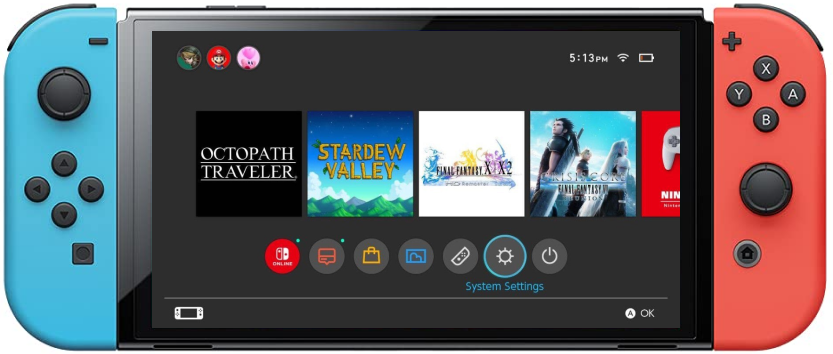 5:13PM
OCTOPATH
TRAVELER
STARDEW
VALLEY
FINAL FANTASY X X-2
HD Remaster
CRISIS CORE
FINAL FANTASY VII
REUNION
NIN
Ninten
ONLINE
System Settings
A OK
X
Y A
B